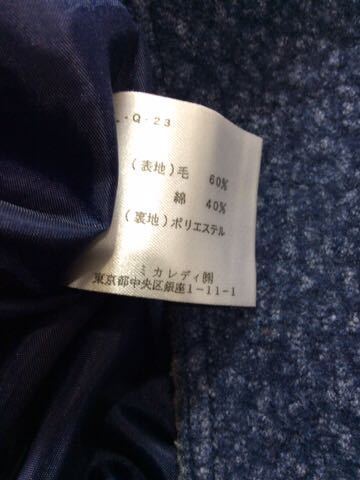 -Q-23
(表地)毛 60%
綿 40%
(裏地)ポリエステル
ミカレディ㈱
東京都中央区銀座1-11-1